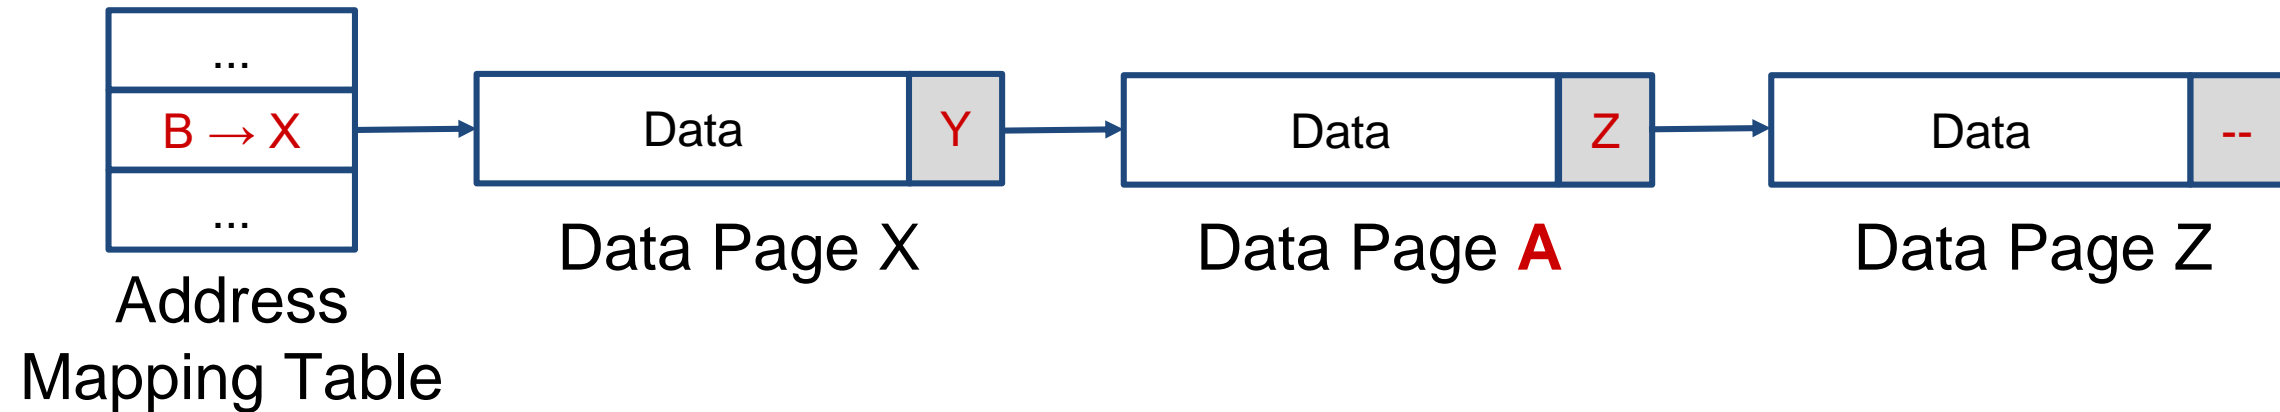 ...
B → X
...
Address
Mapping Table
Data
Y
Data Page X
Data
Z
Data Page A
Data
--
Data Page Z